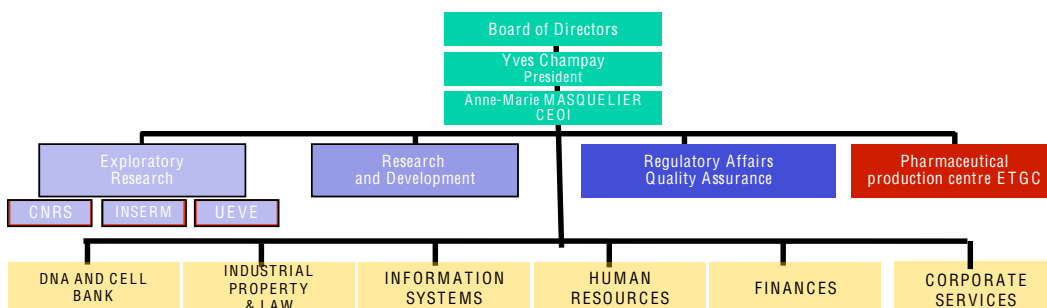 Board of Directors
Yves Champay
President
Anne-Marie MASQUELIER
CEOI
Exploratory
Research
Research
and Development
Regulatory Affairs
Quality Assurance
Pharmaceutical
production centre ETGC
CNRS
INSERM
UEVE
DNA AND CELL
BANK
INDUSTRIAL
PROPERTY
& LAW
INFORMATION
SYSTEMS
HUMAN
RESOURCES
FINANCES
CORPORATE
SERVICES